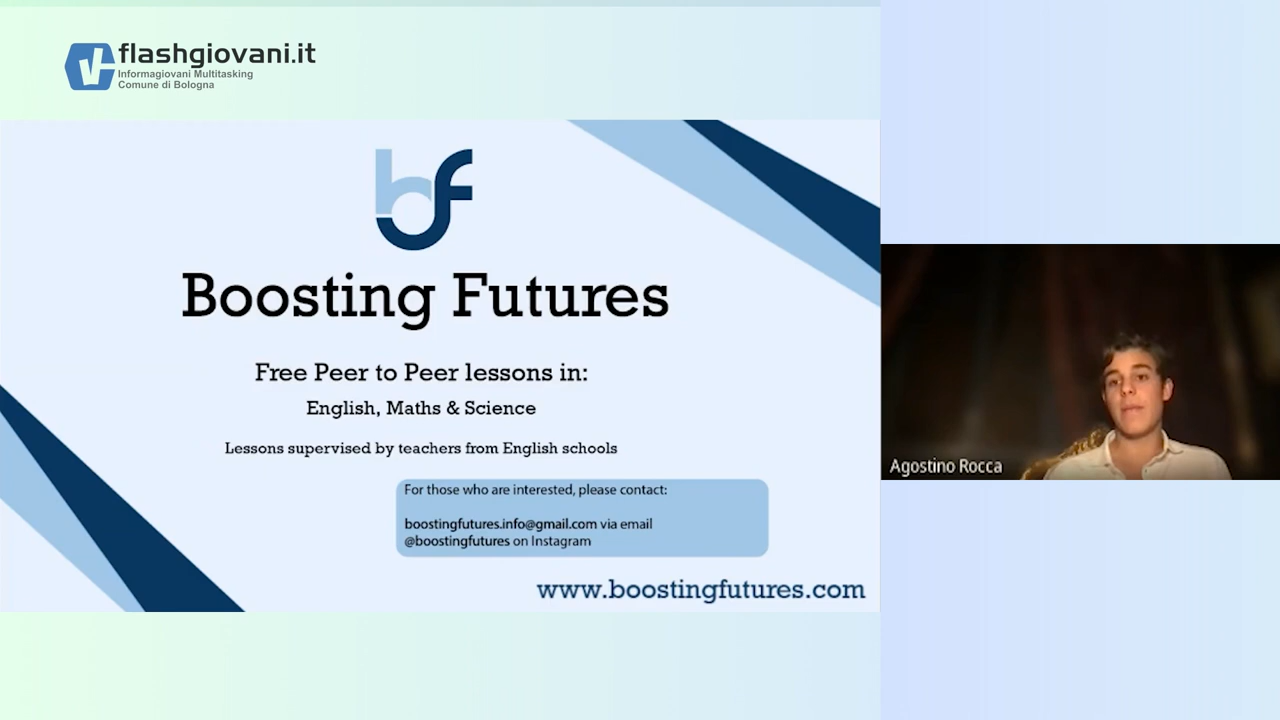 flashgiovani.it
Informagiovani Multitasking
Comune di Bologna
bf
Boosting Futures
Free Peer to Peer lessons in:
English, Maths & Science
Lessons supervised by teachers from English schools
For those who are interested, please contact:
boostingfutures.info@gmail.com via email
@boostingfutures on Instagram
www.boostingfutures.com
Agostino Rocca